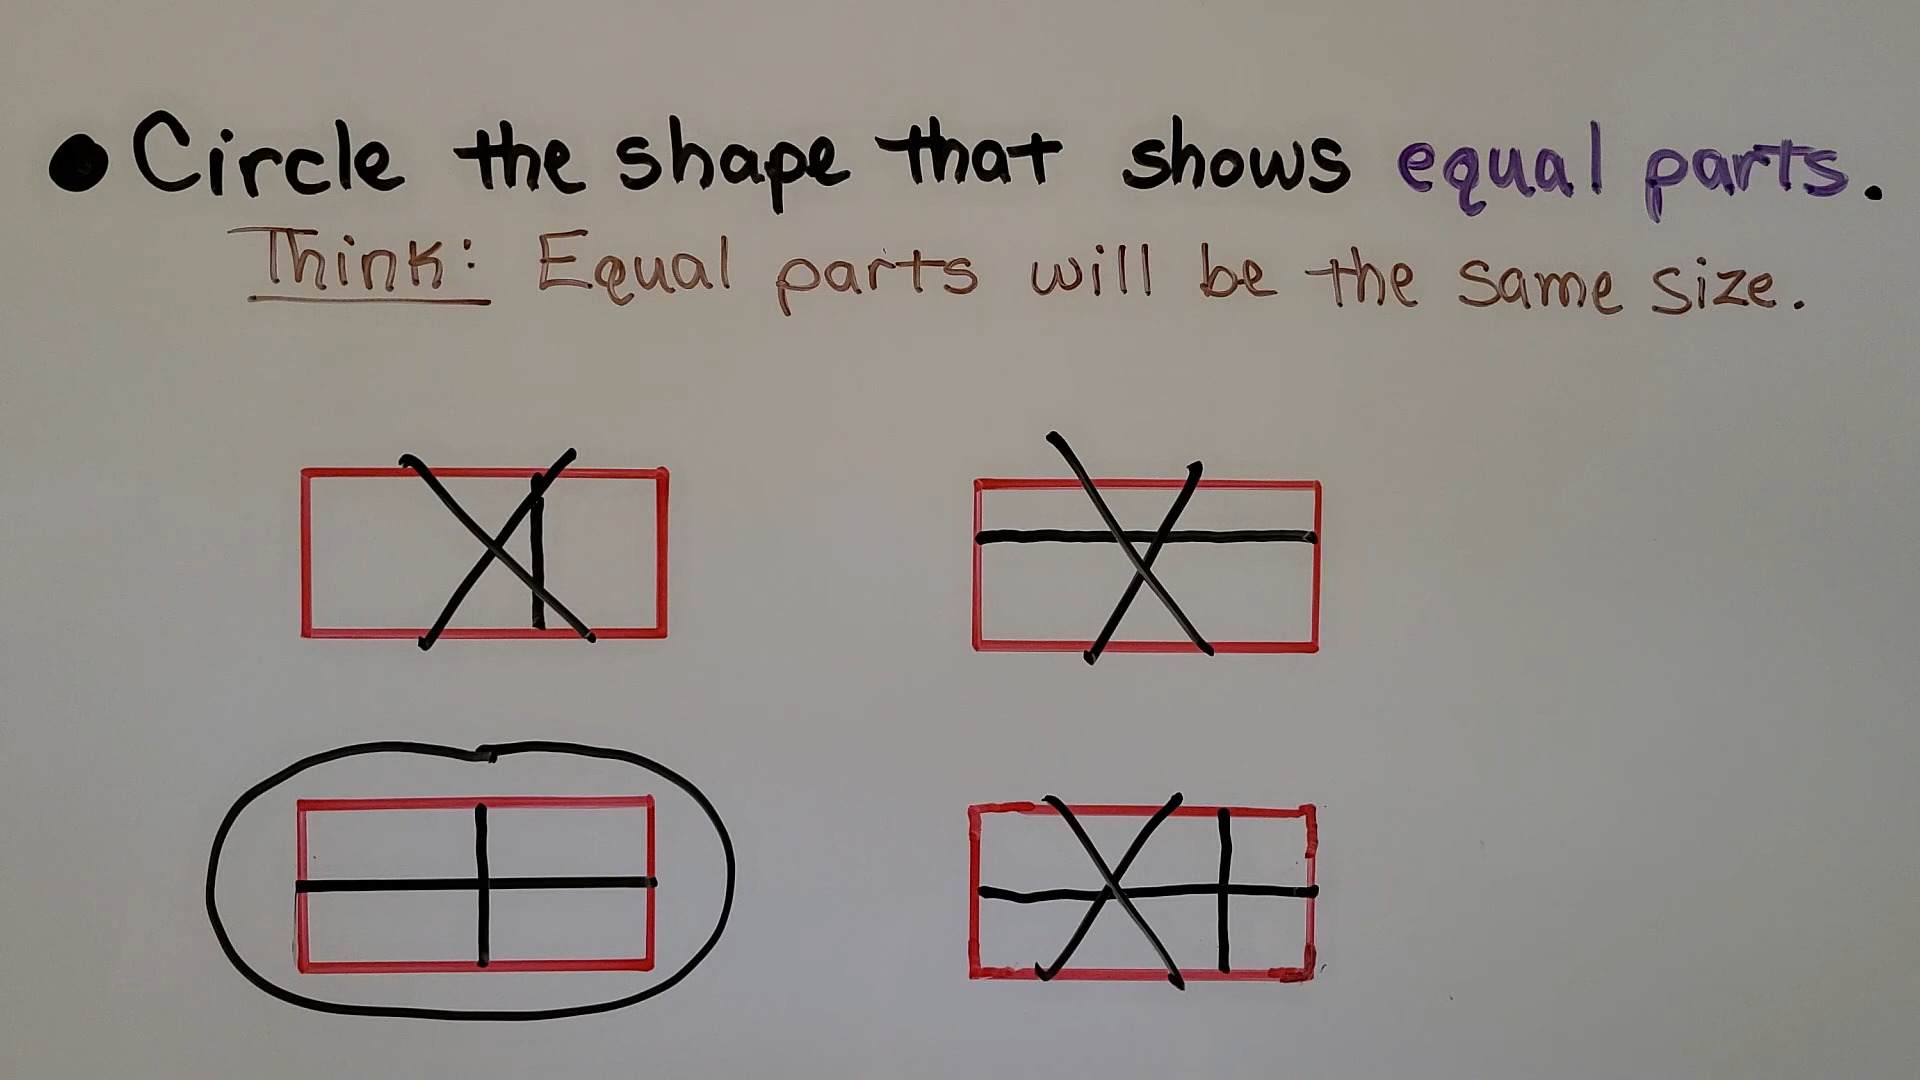 • Circle the shape that shows equal parts.
Think: Equal parts will be the same size.